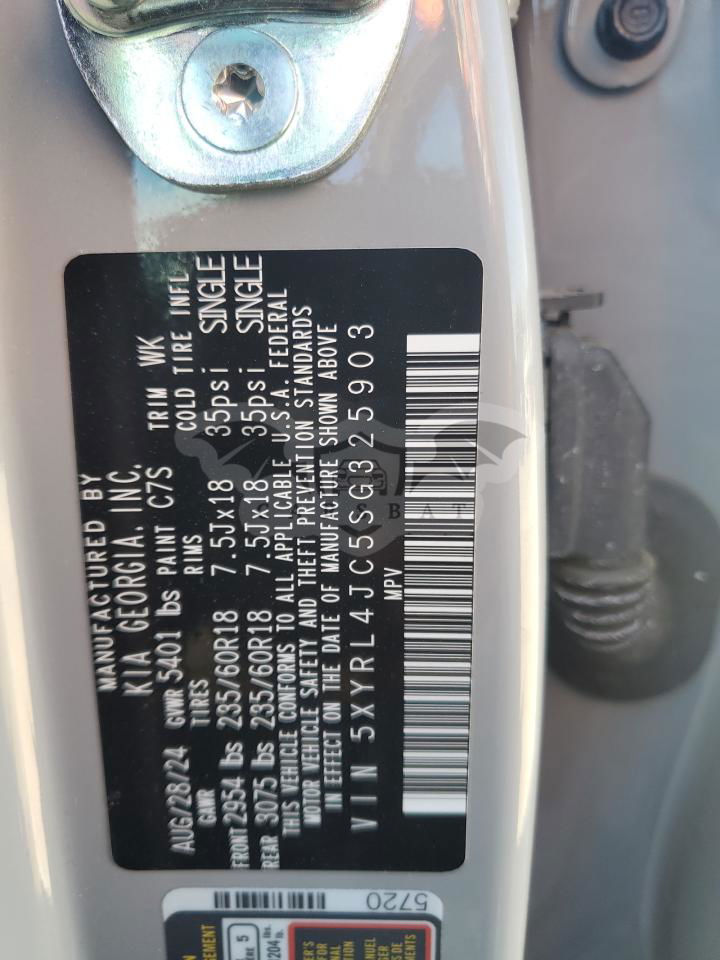 MANUFACTURED BY
KIA GEORGIA. INC.
AUG/28/24 GVWR 5401 lbs PAINT C7S TRIM WK
GAWR TIRES RIMS COLD TIRE INFL
FRONT 2954 lbs 235/60R18 7.5Jx18 35psi SINGLE
REAR 3075 lbs 235/60R18 7.5Jx18 35psi SINGLE
THIS VEHICLE CONFORMS TO ALL APPLICABLE U.S.A. FEDERAL
MOTOR VEHICLE SAFETY AND THEFT PREVENTION STANDARDS
IN EFFECT ON THE DATE OF MANUFACTURE SHOWN ABOVE
VIN 5XYRL4JC5SG325903
MPV
5720